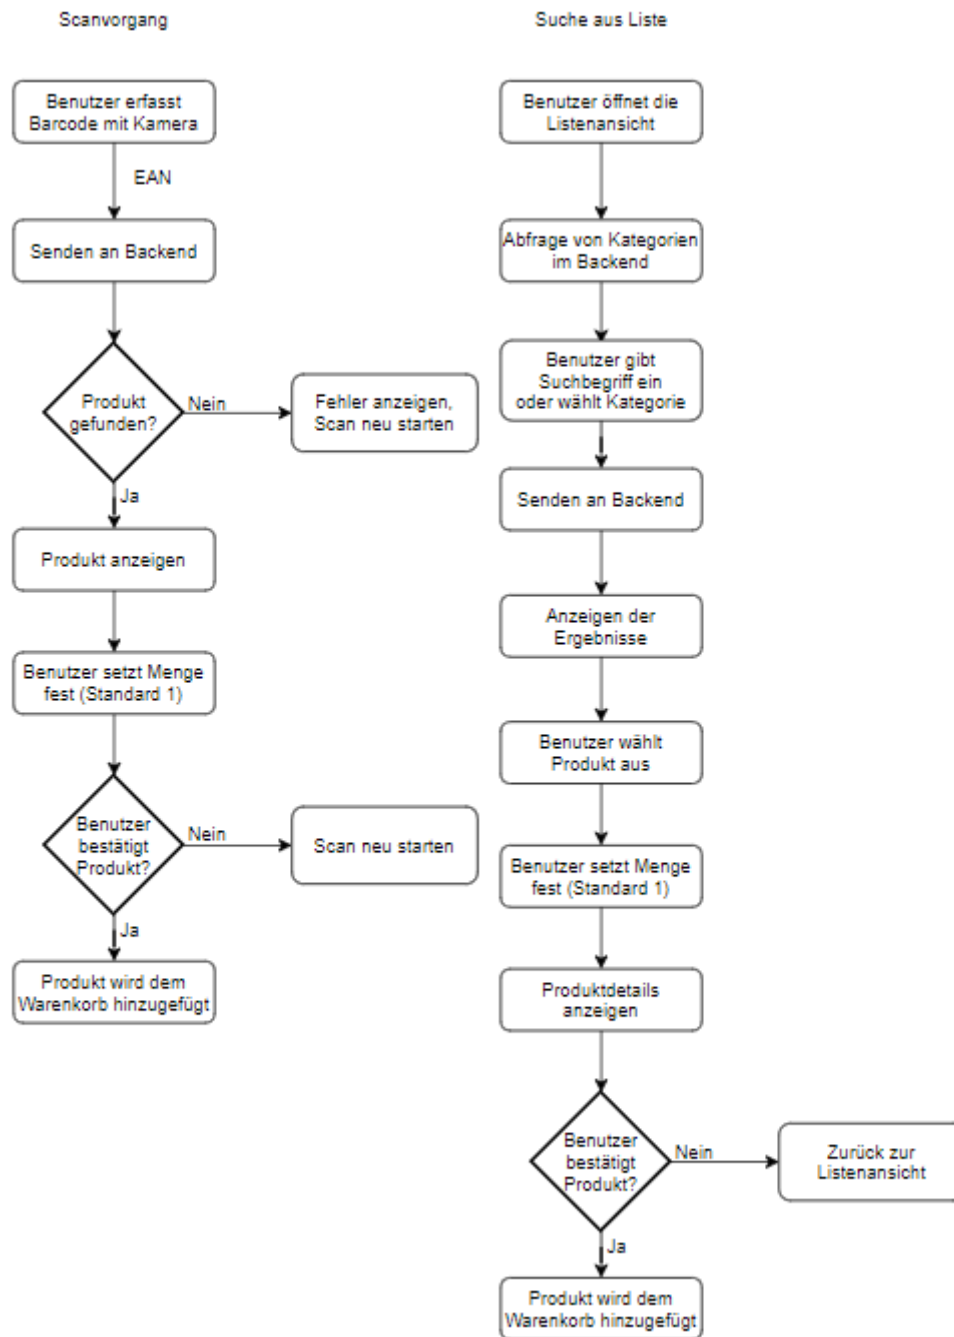 Scanvorgang
Benutzer erfasst
Barcode mit Kamera
EAN
Senden an Backend
Produkt
gefunden?
Nein
Fehler anzeigen,
Scan neu starten
Ja
Produkt anzeigen
Benutzer setzt Menge
fest (Standard 1)
Benutzer
bestätigt
Produkt?
Nein
Scan neu starten
Ja
Produkt wird dem
Warenkorb hinzugefügt
Suche aus Liste
Benutzer öffnet die
Listenansicht
Abfrage von Kategorien
im Backend
Benutzer gibt
Suchbegriff ein
oder wählt Kategorie
Senden an Backend
Anzeigen der
Ergebnisse
Benutzer wählt
Produkt aus
Benutzer setzt Menge
fest (Standard 1)
Produktdetails
anzeigen
Benutzer
bestätigt
Produkt?
Nein
Zurück zur
Listenansicht
Ja
Produkt wird dem
Warenkorb hinzugefügt